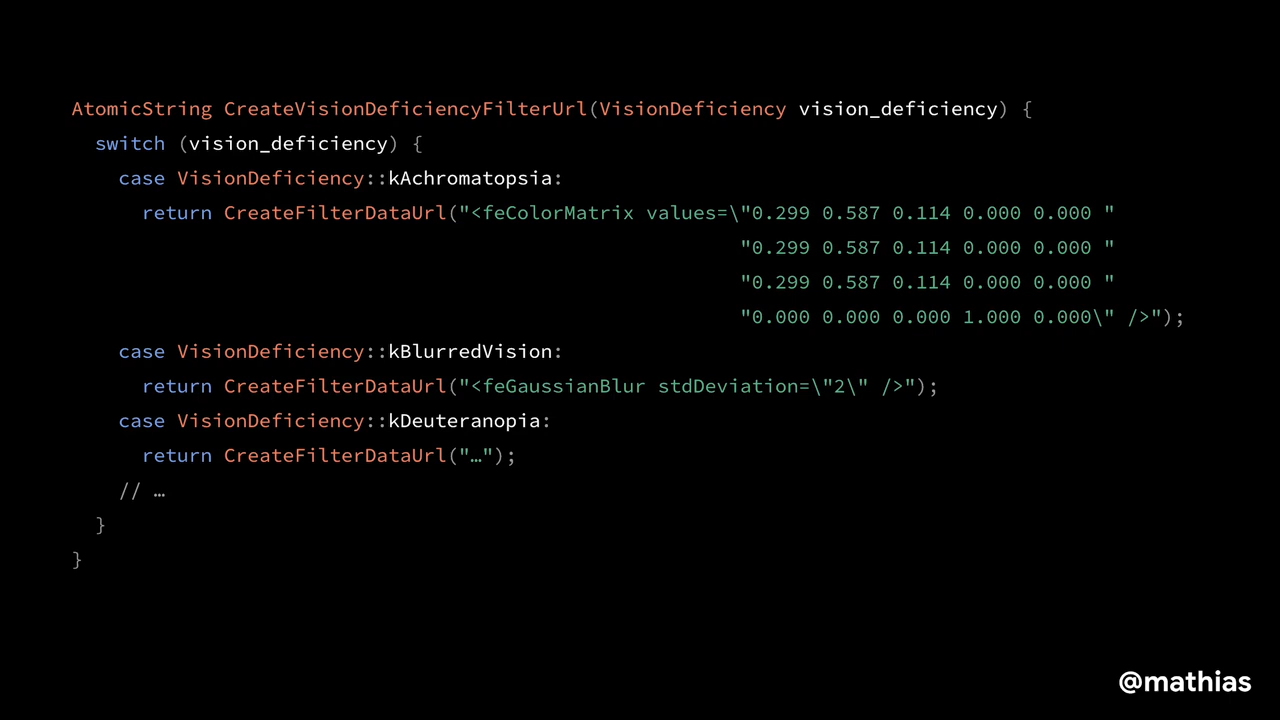 AtomicString CreateVisionDeficiencyFilterUrl(VisionDeficiency vision_deficiency) {
  switch (vision_deficiency) {
    case VisionDeficiency::kAchromatopsia:
      return CreateFilterDataUrl("<feColorMatrix values=\"0.299 0.587 0.114 0.000 0.000 "
                                                         "0.299 0.587 0.114 0.000 0.000 "
                                                         "0.299 0.587 0.114 0.000 0.000 "
                                                         "0.000 0.000 0.000 1.000 0.000\" />");
    case VisionDeficiency::kBlurredVision:
      return CreateFilterDataUrl("<feGaussianBlur stdDeviation=\"2\" />");
    case VisionDeficiency::kDeuteranopia:
      return CreateFilterDataUrl("…");
    // …
  }
}
@mathias